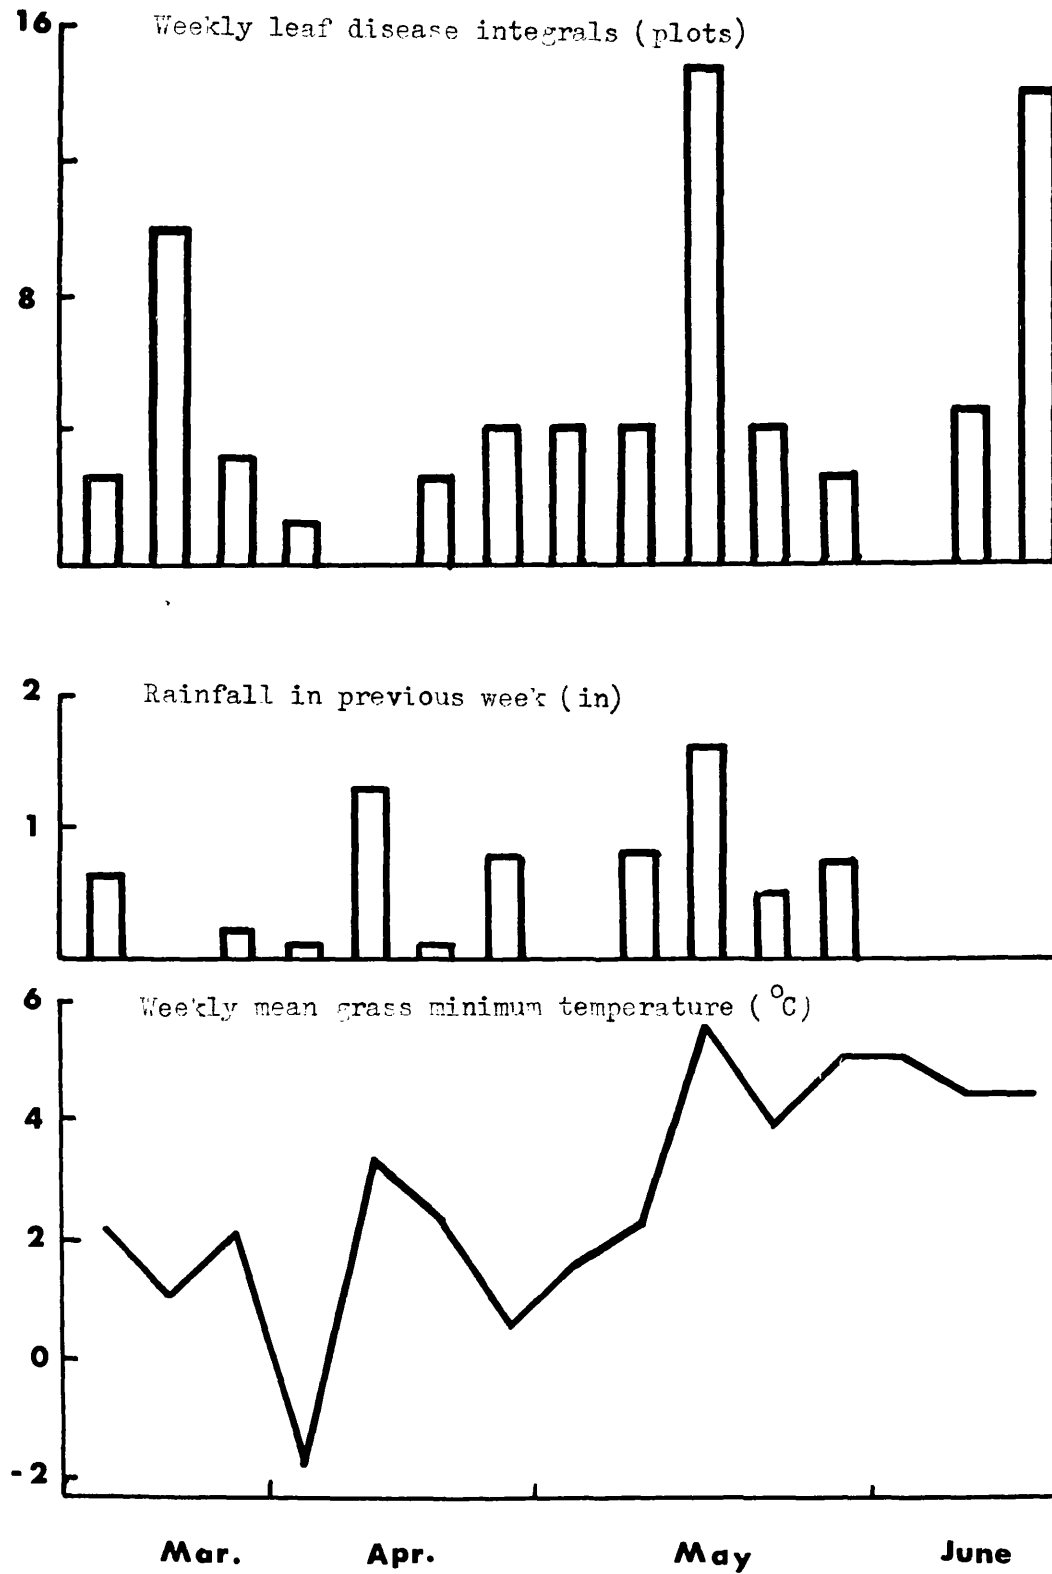 16
Weekly leaf disease integrals (plots)
8
2
Rainfall in previous week (in)
1
6
Weekly mean grass minimum temperature (°C)
4
2
0
-2
Mar. Apr. May June